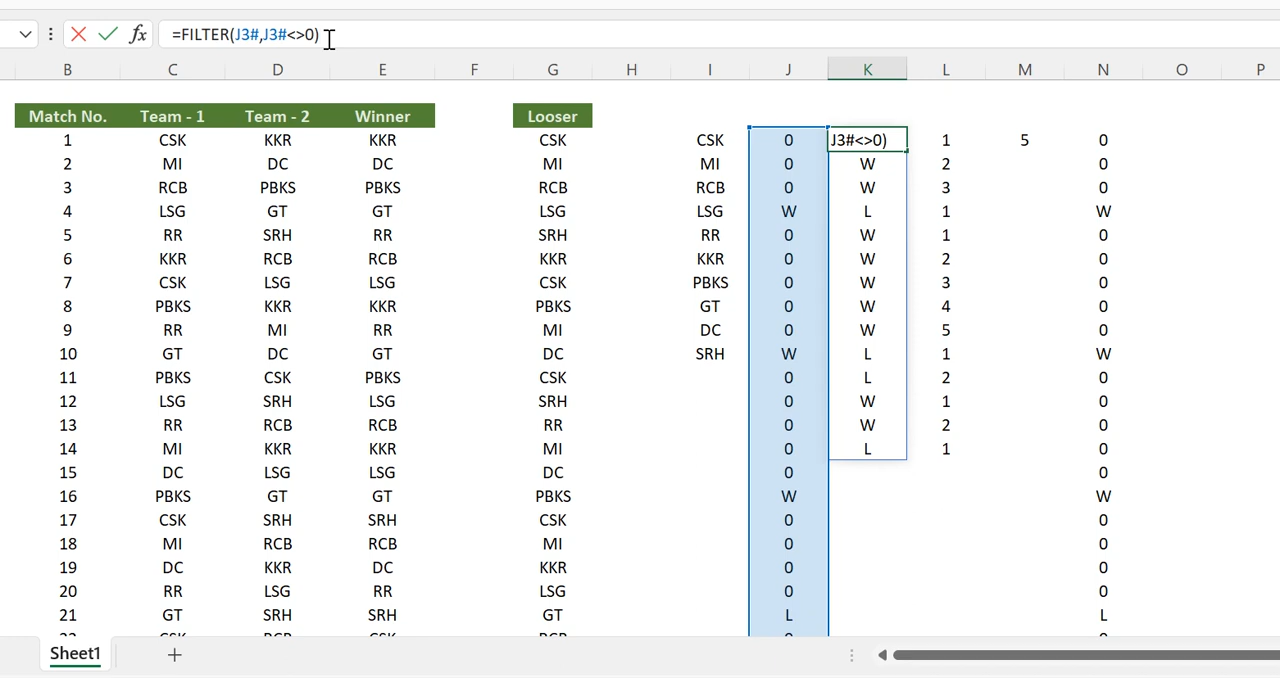 fx =FILTER(J3#,J3#<>0)
B C D E F G H I J K L M N O P
Match No. Team - 1 Team - 2 Winner Looser
1 CSK KKR KKR CSK CSK 0 J3#<>0) 1 5 0
2 MI DC DC MI MI 0 W 2 0
3 RCB PBKS PBKS RCB RCB 0 W 3 0
4 LSG GT GT LSG LSG W L 1 W
5 RR SRH RR SRH RR 0 W 1 0
6 KKR RCB RCB KKR KKR 0 W 2 0
7 CSK LSG LSG CSK PBKS 0 W 3 0
8 PBKS KKR KKR PBKS GT 0 W 4 0
9 RR MI RR MI DC 0 W 5 0
10 GT DC GT DC SRH W L 1 W
11 PBKS CSK PBKS CSK 0 L 2 0
12 LSG SRH LSG SRH 0 W 1 0
13 RR RCB RCB RR 0 W 2 0
14 MI KKR KKR MI 0 L 1 0
15 DC LSG LSG DC 0 0
16 PBKS GT GT PBKS W W
17 CSK SRH SRH CSK 0 0
18 MI RCB RCB MI 0 0
19 DC KKR DC KKR 0 0
20 RR LSG RR LSG 0 0
21 GT SRH SRH GT L L
Sheet1